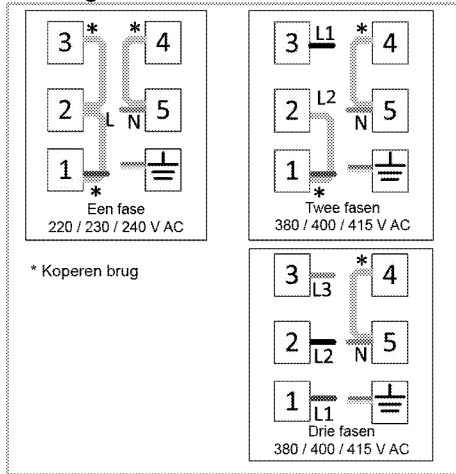 3 * * 4
2 L N 5
1 *
Een fase
220 / 230 / 240 V AC
L1 *
3 4
L2
2 N 5
1 *
Twee fasen
380 / 400 / 415 V AC
* Koperen brug
3 L3 * 4
2 L2 N 5
1 L1
Drie fasen
380 / 400 / 415 V AC